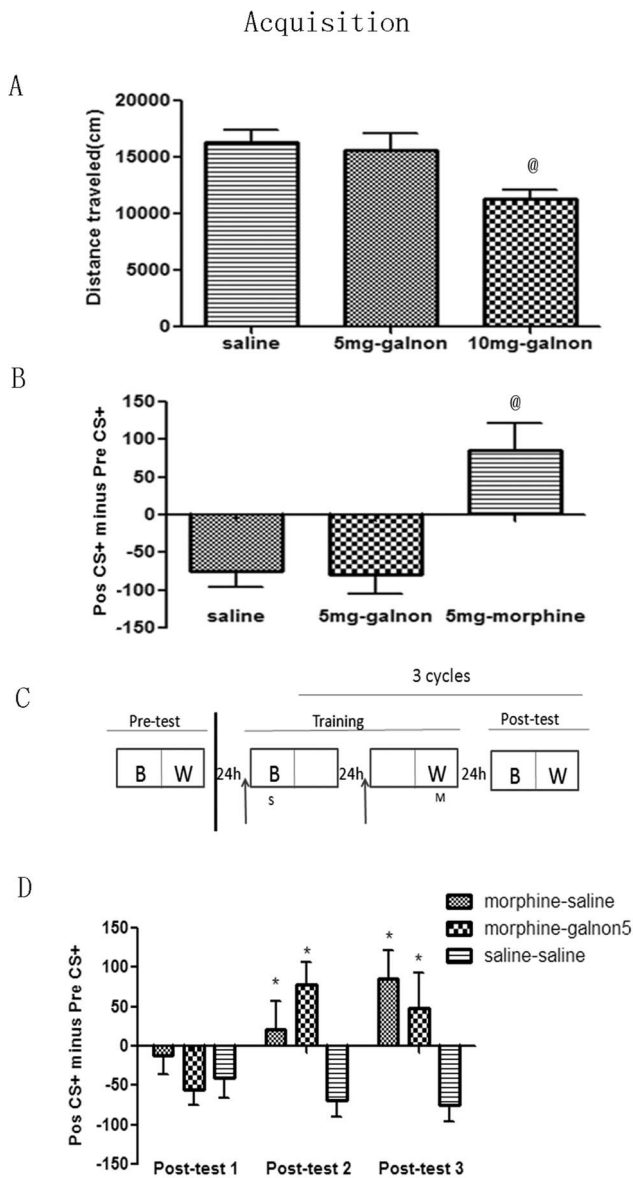 Acquisition
A
Distance traveled(cm)
20000
15000
10000
5000
0
@
saline 5mg-galnon 10mg-galnon
B
Pos CS+ minus Pre CS+
150
100
50
0
-50
-100
-150
@
saline 5mg-galnon 5mg-morphine
C
3 cycles
Pre-test Training Post-test
B W 24h B 24h W 24h B W
S M
D
morphine-saline
morphine-galnon5
saline-saline
Pos CS+ minus Pre CS+
150
100
50
0
-50
-100
-150
* * * *
Post-test 1 Post-test 2 Post-test 3